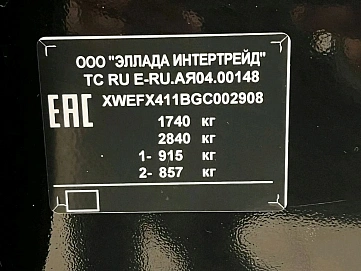 ООО "ЭЛЛАДА ИНТЕРТРЕЙД"
ТС RU E-RU.АЯ04.00148
EAC XWEFX411BGC002908
1740 кг
2840 кг
1- 915 кг
2- 857 кг